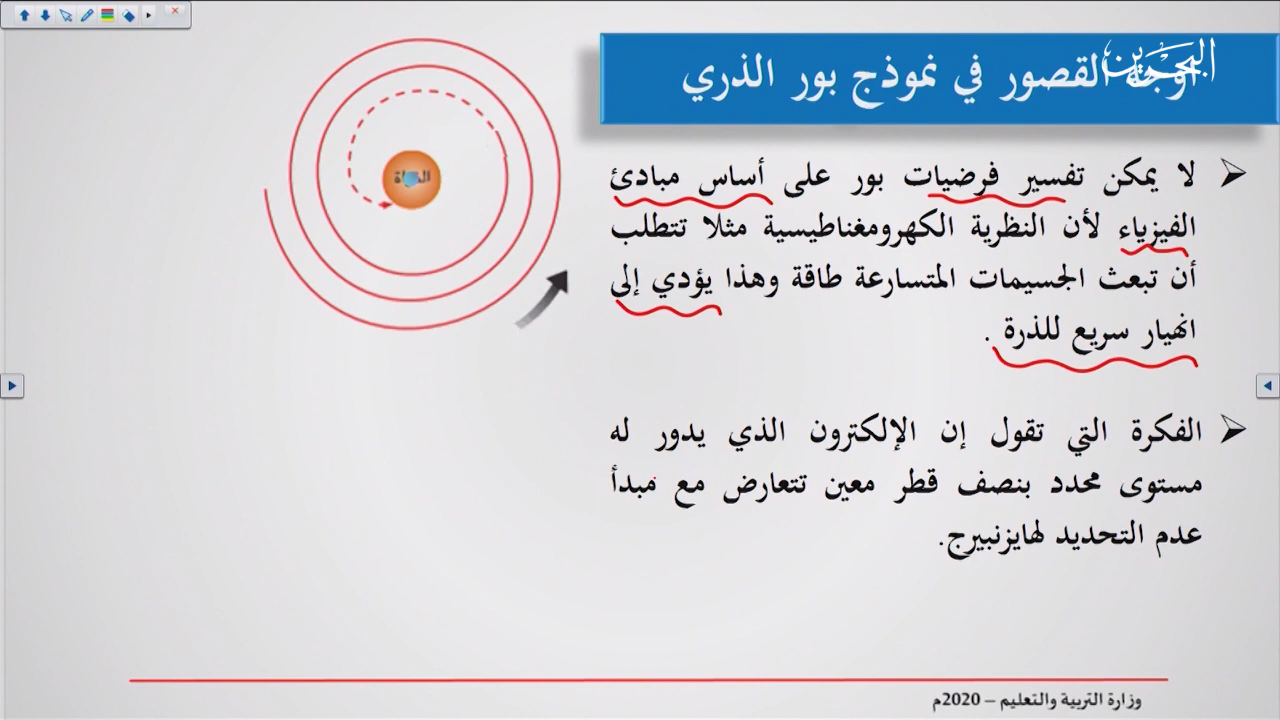 البحرين
أوجه القصور في نموذج بور الذري
لا يمكن تفسير فرضيات بور على أساس مبادئ
الفيزياء لأن النظرية الكهرومغناطيسية مثلا تتطلب
أن تبعث الجسيمات المتسارعة طاقة وهذا يؤدي إلى
انهيار سريع للذرة .
الفكرة التي تقول إن الإلكترون الذي يدور له
مستوى محدد بنصف قطر معين تتعارض مع مبدأ
عدم التحديد لهايزنبيرج.
وزارة التربية والتعليم – 2020م